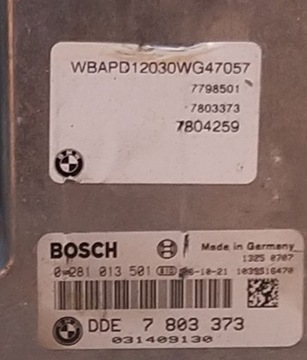 WBAPD12030WG47057
7798501
7803373
7804259
BOSCH
Made in Germany
1325 0707
0 281 013 501 -10-21 1039S16470
DDE 7 803 373
031409130